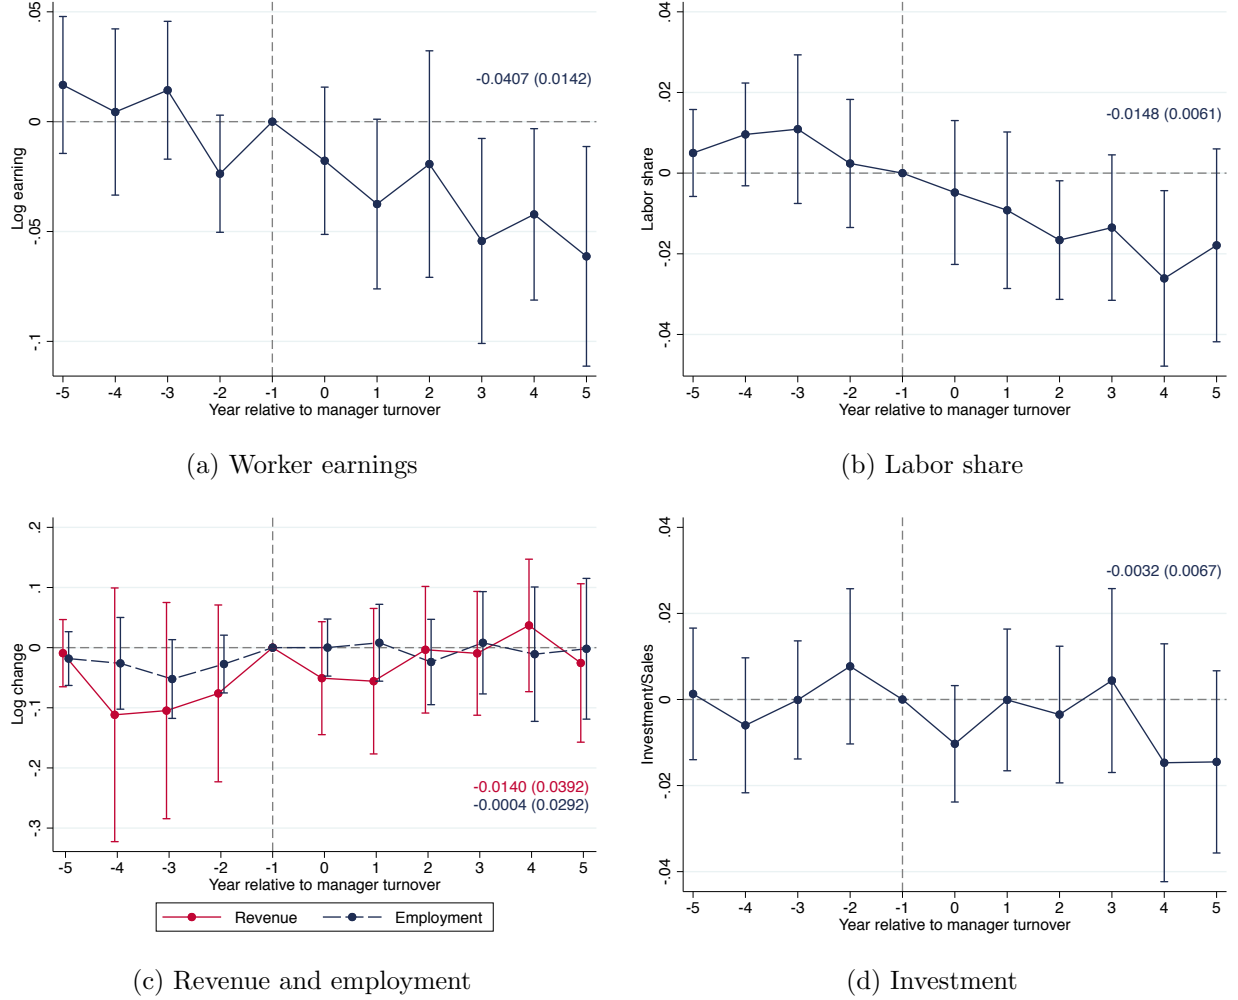 .05
0
-.05
-.1
Log earning
-0.0407 (0.0142)
-5 -4 -3 -2 -1 0 1 2 3 4 5
Year relative to manager turnover
(a) Worker earnings
.04
.02
0
-.02
-.04
Labor share
-0.0148 (0.0061)
-5 -4 -3 -2 -1 0 1 2 3 4 5
Year relative to manager turnover
(b) Labor share
.2
.1
0
-.1
-.2
-.3
Log change
-0.0140 (0.0392)
-0.0004 (0.0292)
-5 -4 -3 -2 -1 0 1 2 3 4 5
Year relative to manager turnover
Revenue Employment
(c) Revenue and employment
.04
.02
0
-.02
-.04
Investment/Sales
-0.0032 (0.0067)
-5 -4 -3 -2 -1 0 1 2 3 4 5
Year relative to manager turnover
(d) Investment